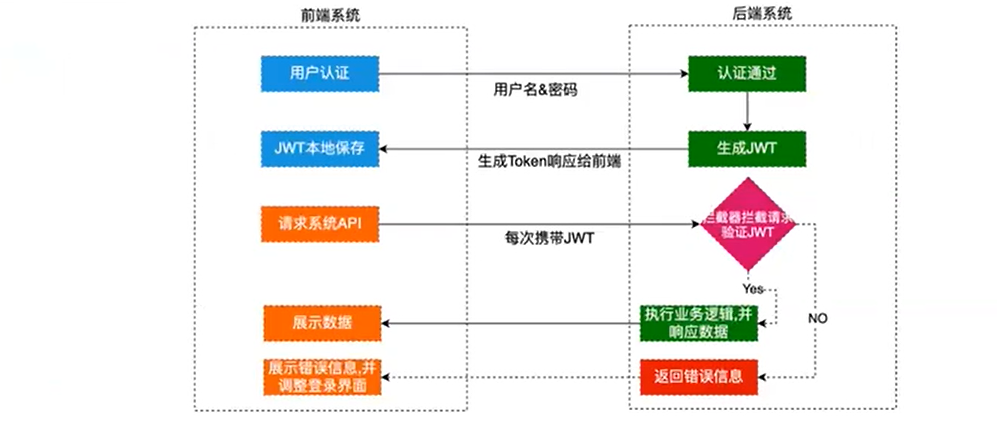 前端系统
后端系统
用户认证
用户名&密码
认证通过
JWT本地保存
生成Token响应给前端
生成JWT
请求系统API
每次携带JWT
拦截器拦截请求
验证JWT
Yes
NO
展示数据
执行业务逻辑,并
响应数据
展示错误信息,并
调整登录界面
返回错误信息